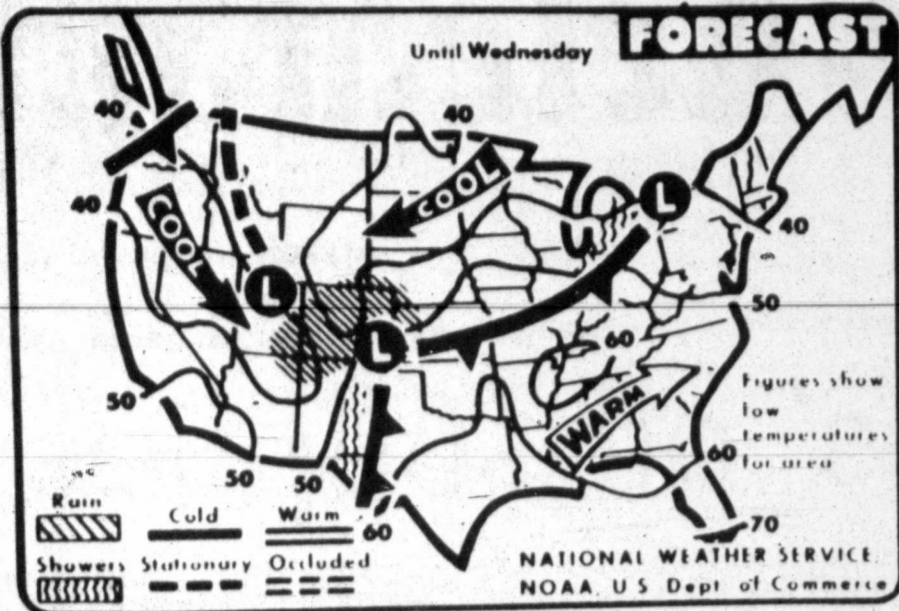 FORECAST
Until Wednesday
40
40
40
COOL
COOL
L
40
L
50
L
60
WARM
Figures show
low
temperatures
for area
50
50
50
60
60
70
Rain
Cold
Warm
Showers
Stationary
Occluded
NATIONAL WEATHER SERVICE
NOAA, U S Dept of Commerce